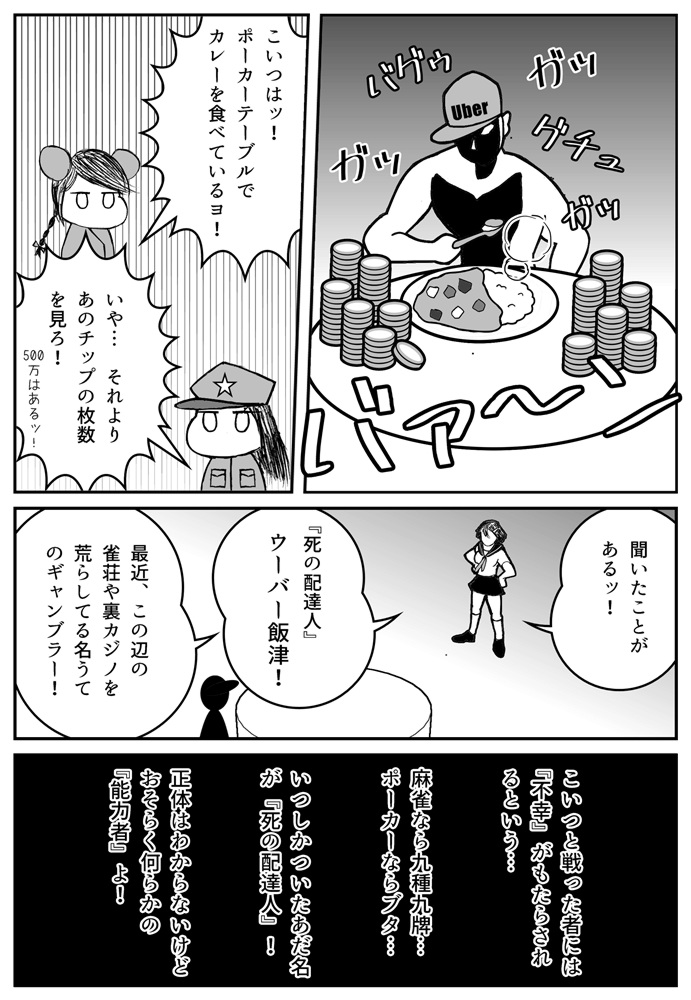 バグゥ
ガッ
Uber
グチュ
ガッ
ガッ
バァ〜ン
こいつはッ！
ポーカーテーブルで
カレーを食べているヨ！
いや… それより
あのチップの枚数
を見ろ！
500
万はあるッ！
聞いたことが
あるッ！
『死の配達人』
ウーバー飯津！
最近、この辺の
雀荘や裏カジノを
荒らしてる名うて
のギャンブラー！
こいつと戦った者には
『不幸』がもたらされ
るという…
麻雀なら九種九牌…
ポーカーならブタ…
いつしかついたあだ名
が『死の配達人』！
正体はわからないけど
おそらく何らかの
『能力者』よ！